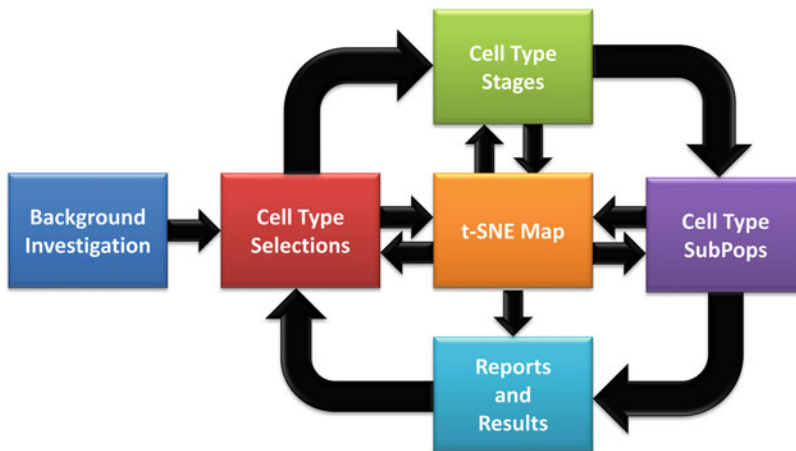 Cell Type
Stages
Background
Investigation
Cell Type
Selections
t-SNE Map
Cell Type
SubPops
Reports
and
Results